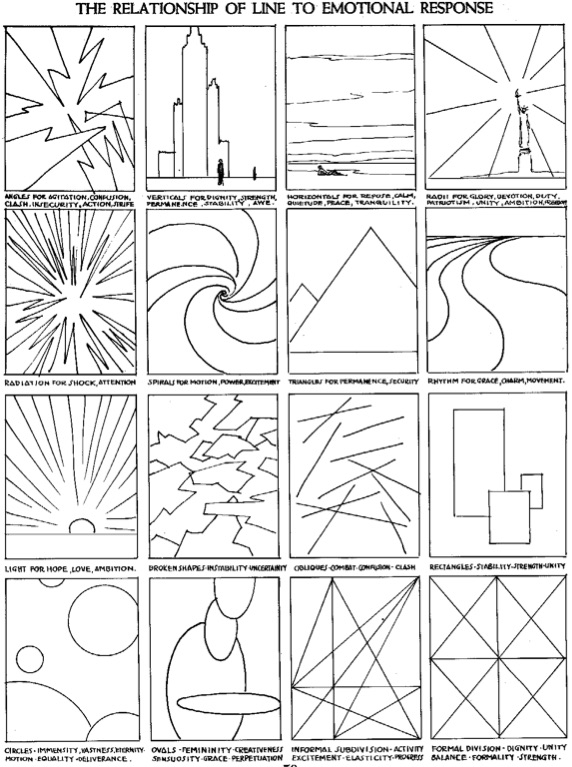 THE RELATIONSHIP OF LINE TO EMOTIONAL RESPONSE
ANGLES FOR AGITATION, CONFUSION,
CLASH, INSECURITY, ACTION, STRIFE
VERTICALS FOR DIGNITY, STRENGTH,
PERMANENCE, STABILITY, AWE.
HORIZONTALS FOR REPOSE, CALM,
QUIETUDE, PEACE, TRANQUILITY.
RADII FOR GLORY, DEVOTION, DUTY,
PATRIOTISM, UNITY, AMBITION,
RADIATION FOR SHOCK, ATTENTION
SPIRALS FOR MOTION, POWER, EXCITEMENT
TRIANGLES FOR PERMANENCE, SECURITY
RHYTHM FOR GRACE, CHARM, MOVEMENT.
LIGHT FOR HOPE, LOVE, AMBITION.
BROKEN SHAPES-INSTABILITY-UNCERTAINTY
OBLIQUES-COMBAT-CONFUSION-CLASH
RECTANGLES-STABILITY-STRENGTH-UNITY
CIRCLES-IMMENSITY, VASTNESS, ETERNITY-
MOTION-EQUALITY-DELIVERANCE.
OVALS-FEMININITY-CREATIVENESS
SENSUOSITY-GRACE-PERPETUATION
INFORMAL SUBDIVISION-ACTIVITY
EXCITEMENT-ELASTICITY-PROGRESS
FORMAL DIVISION-DIGNITY-UNITY
BALANCE-FORMALITY-STRENGTH.